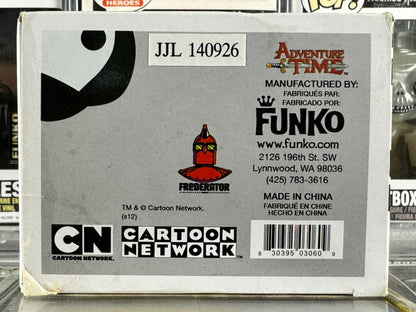 JJL 140926
ADVENTURE
TIME
MANUFACTURED BY:
FABRIQUÉS PAR:
FABRICADO POR:
FUNKO
www.funko.com
2126 196th St. SW
Lynnwood, WA 98036
(425) 783-3616
MADE IN CHINA
FABRIQUÉ EN CHINE
HECHO EN CHINA
FREDERATOR
TM & © Cartoon Network.
(s12)
CN
CARTOON NETWORK
CARTOON
NETWORK
8 30395 03060 9